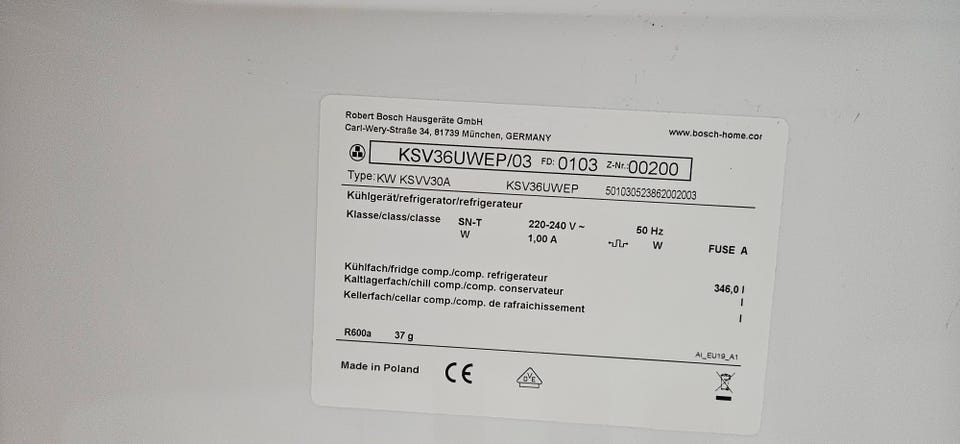 Robert Bosch Hausgeräte GmbH
Carl-Wery-Straße 34, 81739 München, GERMANY
www.bosch-home.com
KSV36UWEP/03 FD: 0103 Z-Nr.: 00200
Type: KW KSVV30A KSV36UWEP 501030523862002003
Kühlgerät/refrigerator/refrigerateur
Klasse/class/classe SN-T 220-240 V ~ 50 Hz
W 1,00 A W FUSE A
Kühlfach/fridge comp./comp. refrigerateur 346,0 l
Kaltlagerfach/chill comp./comp. conservateur l
Kellerfach/cellar comp./comp. de rafraichissement l
R600a 37 g
AI_EU19_A1
Made in Poland CE